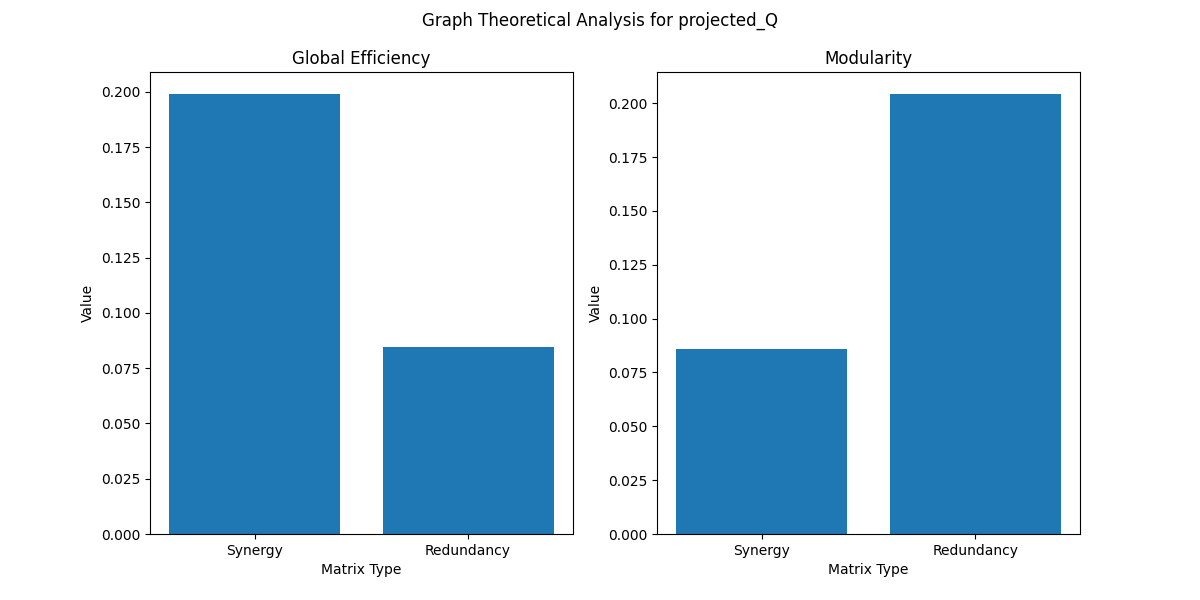 Graph Theoretical Analysis for projected_Q
Global Efficiency
0.200
0.175
0.150
0.125
0.100
0.075
0.050
0.025
0.000
Value
Synergy
Redundancy
Matrix Type
Modularity
0.200
0.175
0.150
0.125
0.100
0.075
0.050
0.025
0.000
Value
Synergy
Redundancy
Matrix Type